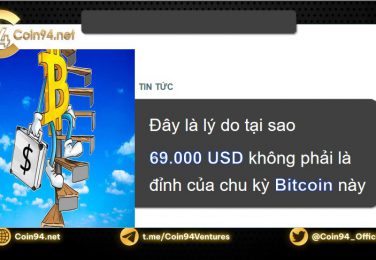 94 Coin94.net
TIN TỨC
Đây là lý do tại sao
69.000 USD không phải là
đỉnh của chu kỳ Bitcoin này
₿
$
Coin94.net
t.me/Coin94Ventures
@Coin94_Offic